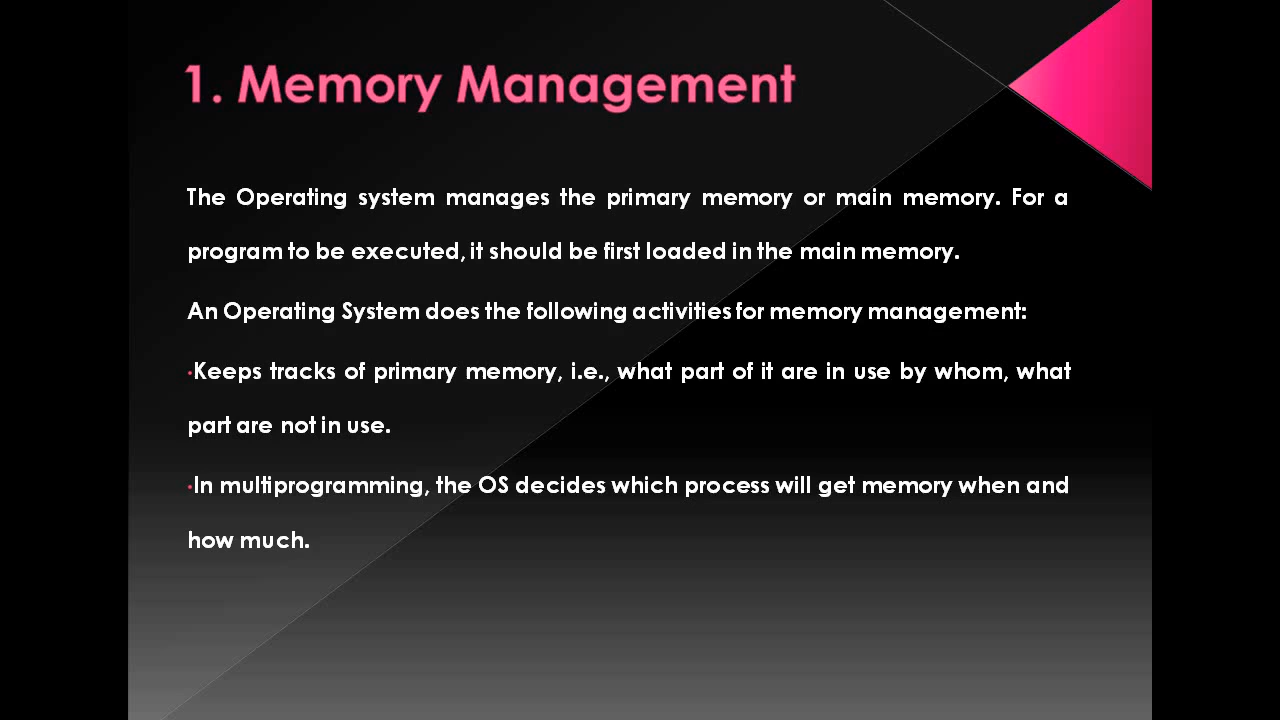 1. Memory Management
The Operating system manages the primary memory or main memory. For a
program to be executed, it should be first loaded in the main memory.
An Operating System does the following activities for memory management:
•Keeps tracks of primary memory, i.e., what part of it are in use by whom, what
part are not in use.
•In multiprogramming, the OS decides which process will get memory when and
how much.